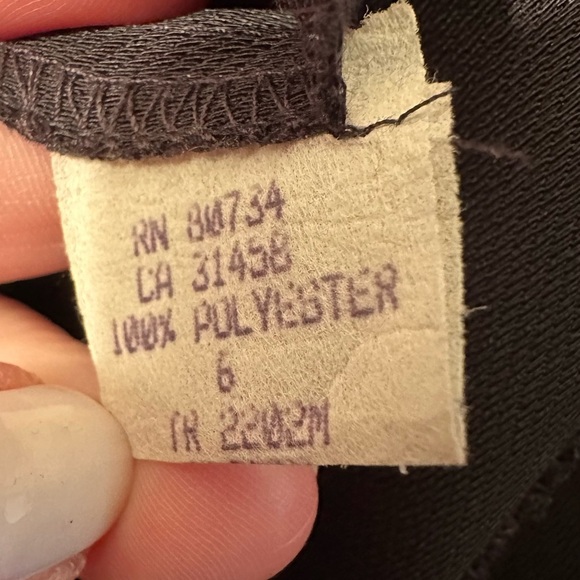 RN 80734
CA 31458
100% POLYESTER
6
TR 2202M